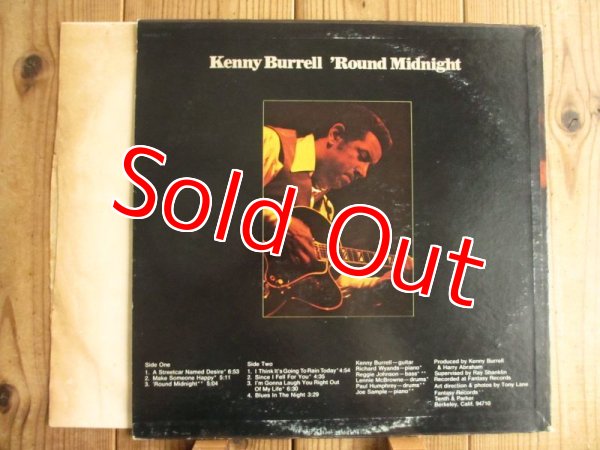 Kenny Burrell 'Round Midnight
Sold Out
Side One
1. A Streetcar Named Desire* 6:53
2. Make Someone Happy* 5:11
3. 'Round Midnight** 5:04
Side Two
1. I Think It's Going To Rain Today* 4:54
2. Since I Fell For You* 4:35
3. I'm Gonna Laugh You Right Out
Of My Life* 6:30
4. Blues In The Night 3:29
Kenny Burrell—guitar
Richard Wyands—piano*
Reggie Johnson—bass**
Lennie McBrowne—drums*
Paul Humphrey—drums**
Joe Sample—piano**
Produced by Kenny Burrell
& Harry Abraham
Supervised by Ray Shanklin
Recorded at Fantasy Records
Art direction & photos by Tony Lane
Fantasy Records
Tenth & Parker
Berkeley, Calif. 94710